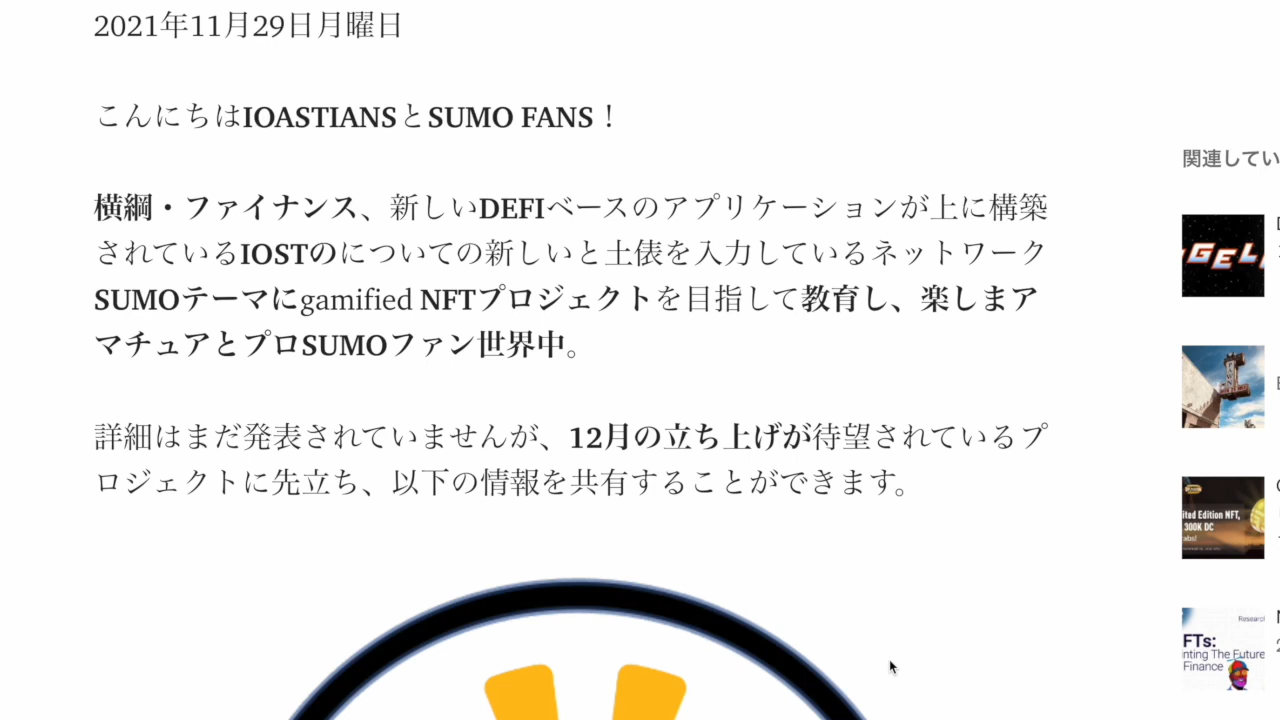 2021年11月29日月曜日
こんにちはIOASTIANSとSUMO FANS！
横綱・ファイナンス、新しいDEFIベースのアプリケーションが上に構築
されているIOSTのについての新しいと土俵を入力しているネットワーク
SUMOテーマにgamified NFTプロジェクトを目指して教育し、楽しまア
マチュアとプロSUMOファン世界中。
詳細はまだ発表されていませんが、12月の立ち上げが待望されているプ
ロジェクトに先立ち、以下の情報を共有することができます。
関連してい
GEL
ited Edition NFT,
300K DC
Researcl
FTs:
nting The Future
Finance